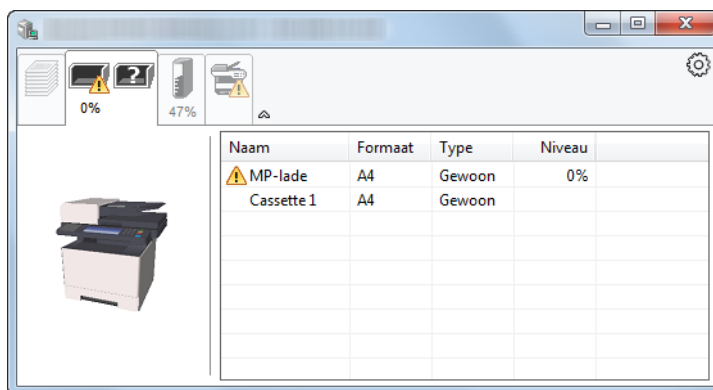 0%
47%
Naam Formaat Type Niveau
MP-lade A4 Gewoon 0%
Cassette 1 A4 Gewoon